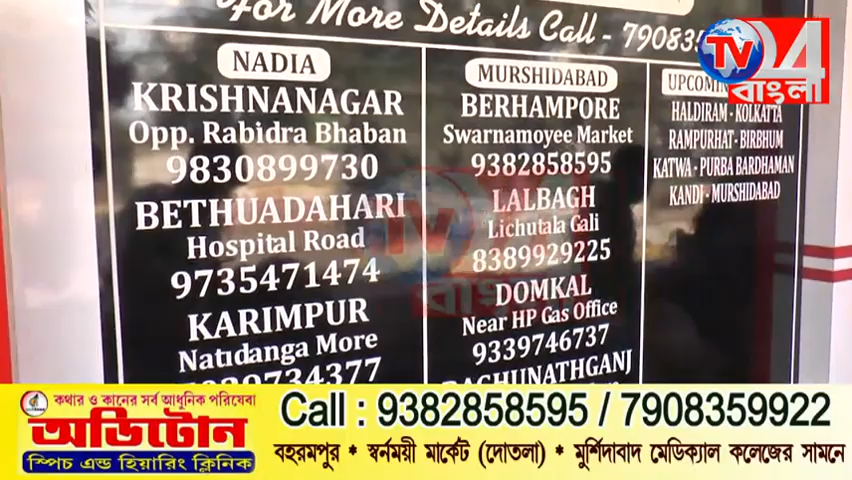 For More Details Call - 79083
NADIA
KRISHNANAGAR
Opp. Rabidra Bhaban
9830899730
BETHUADAHARI
Hospital Road
9735471474
KARIMPUR
Natidanga More
MURSHIDABAD
BERHAMPORE
Swarnamoyee Market
9382858595
LALBAGH
Lichutala Gali
8389929225
DOMKAL
Near HP Gas Office
9339746737
RAGHUNATHGANJ
HALDIRAM - KOLKATTA
RAMPURHAT - BIRBHUM
KATWA - PURBA BARDHAMAN
KANDI - MURSHIDABAD
TV 24
বাংলা
কথার ও কানের সর্ব আধুনিক পরিষেবা
অডিটোন
স্পিচ এন্ড হিয়ারিং ক্লিনিক
Call : 9382858595 / 7908359922
বহরমপুর * স্বর্নময়ী মার্কেট (দোতলা) * মুর্শিদাবাদ মেডিক্যাল কলেজের সামনে